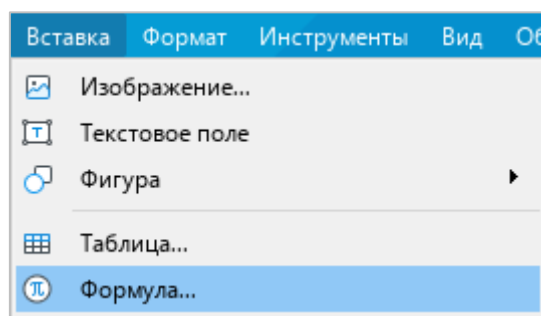 Вставка Формат Инструменты Вид
Изображение...
Текстовое поле
Фигура
Таблица...
Формула...